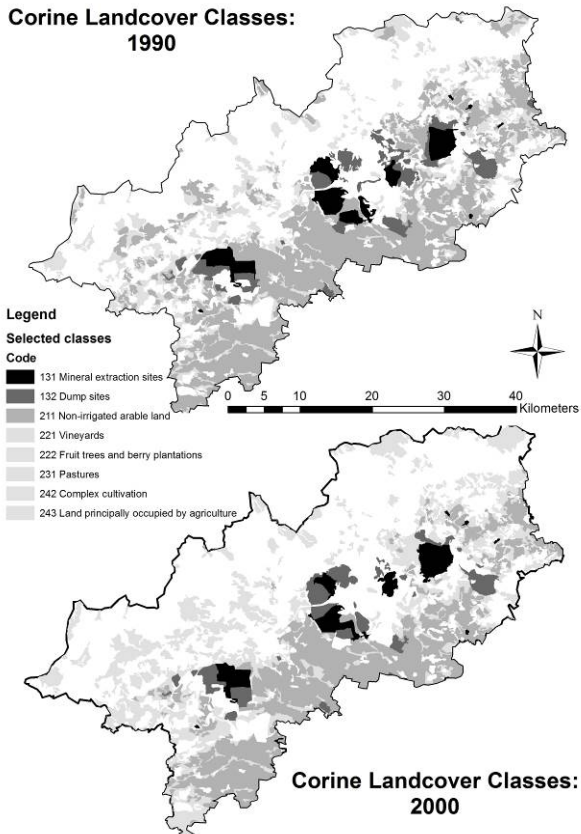 Corine Landcover Classes:
1990
Legend
Selected classes
Code
131 Mineral extraction sites
132 Dump sites
211 Non-irrigated arable land
221 Vineyards
222 Fruit trees and berry plantations
231 Pastures
242 Complex cultivation
243 Land principally occupied by agriculture
N
0 10 20 30 40
Kilometers
Corine Landcover Classes:
2000